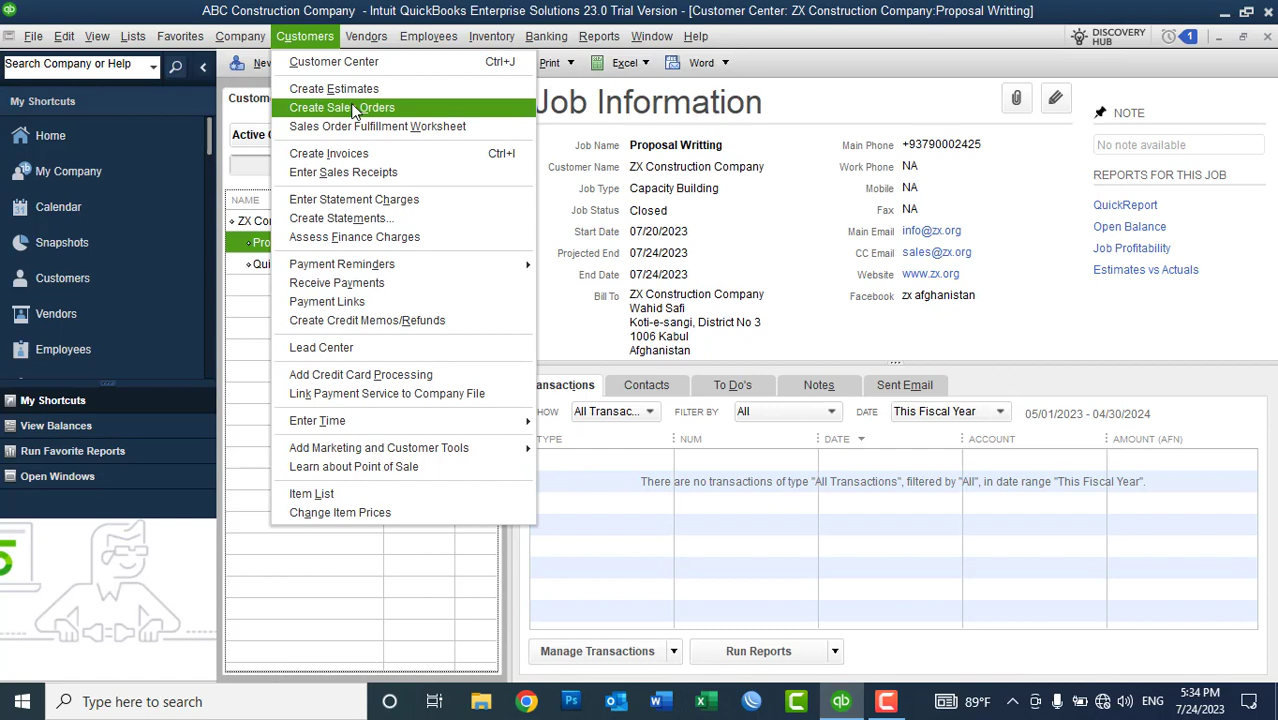 ABC Construction Company - Intuit QuickBooks Enterprise Solutions 23.0 Trial Version - [Customer Center: ZX Construction Company:Proposal Writting]
File Edit View Lists Favorites Company Customers Vendors Employees Inventory Banking Reports Window Help
DISCOVERY HUB
1
Search Company or Help
My Shortcuts
Home
My Company
Calendar
Snapshots
Customers
Vendors
Employees
My Shortcuts
View Balances
Run Favorite Reports
Open Windows
Customer Center Ctrl+J
Create Estimates
Create Sales Orders
Sales Order Fulfillment Worksheet
Create Invoices Ctrl+I
Enter Sales Receipts
Enter Statement Charges
Create Statements...
Assess Finance Charges
Payment Reminders
Receive Payments
Payment Links
Create Credit Memos/Refunds
Lead Center
Add Credit Card Processing
Link Payment Service to Company File
Enter Time
Add Marketing and Customer Tools
Learn about Point of Sale
Item List
Change Item Prices
NAME
Print Excel Word
Job Information
Job Name Proposal Writting
Customer Name ZX Construction Company
Job Type Capacity Building
Job Status Closed
Start Date 07/20/2023
Projected End 07/24/2023
End Date 07/24/2023
Bill To ZX Construction Company
Wahid Safi
Koti-e-sangi, District No 3
1006 Kabul
Afghanistan
Main Phone +93790002425
Work Phone NA
Mobile NA
Fax NA
Main Email info@zx.org
CC Email sales@zx.org
Website www.zx.org
Facebook zx afghanistan
NOTE
No note available
REPORTS FOR THIS JOB
QuickReport
Open Balance
Job Profitability
Estimates vs Actuals
Contacts To Do's Notes Sent Email
All Transac... FILTER BY All DATE This Fiscal Year 05/01/2023 - 04/30/2024
TYPE NUM DATE ACCOUNT AMOUNT (AFN)
There are no transactions of type "All Transactions", filtered by "All", in date range "This Fiscal Year".
Manage Transactions Run Reports
Type here to search
89°F ENG 5:34 PM
7/24/2023